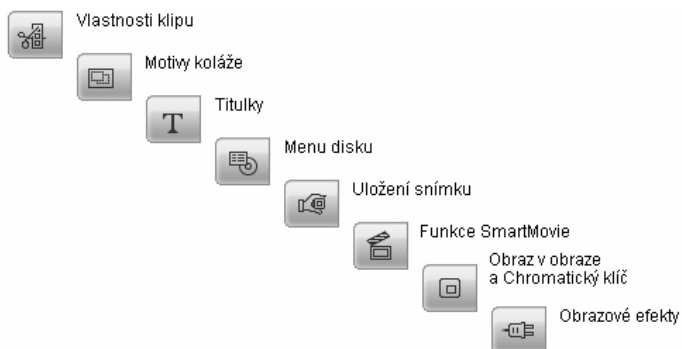 Vlastnosti klipu
Motivy koláže
Titulky
T
Menu disku
Uložení snímku
Funkce SmartMovie
Obraz v obraze
a Chromatický klíč
Obrazové efekty